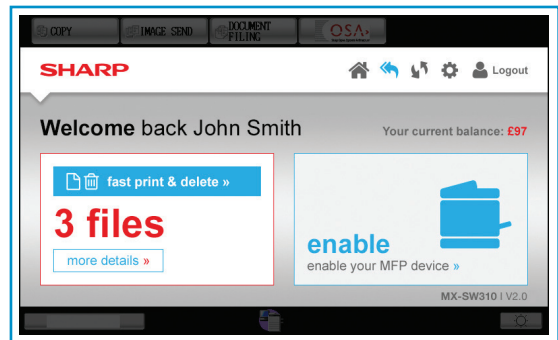 COPY
IMAGE SEND
DOCUMENT
FILING
OSA
SHARP
Logout
Welcome back John Smith
Your current balance: £97
fast print & delete »
3 files
more details »
enable
enable your MFP device »
MX-SW310 | V2.0